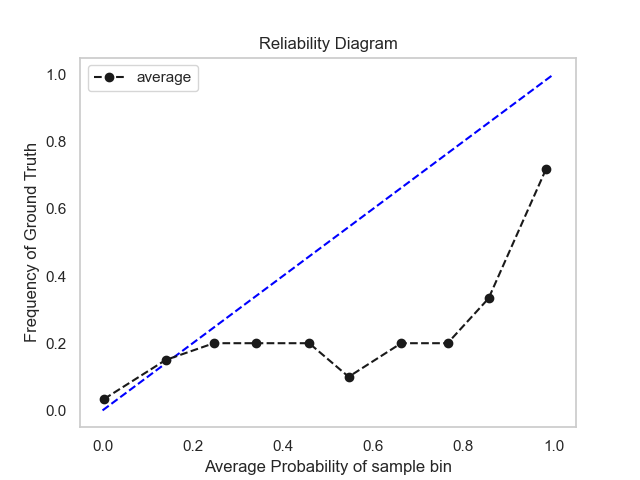 Reliability Diagram
average
Frequency of Ground Truth
1.0
0.8
0.6
0.4
0.2
0.0
0.0 0.2 0.4 0.6 0.8 1.0
Average Probability of sample bin